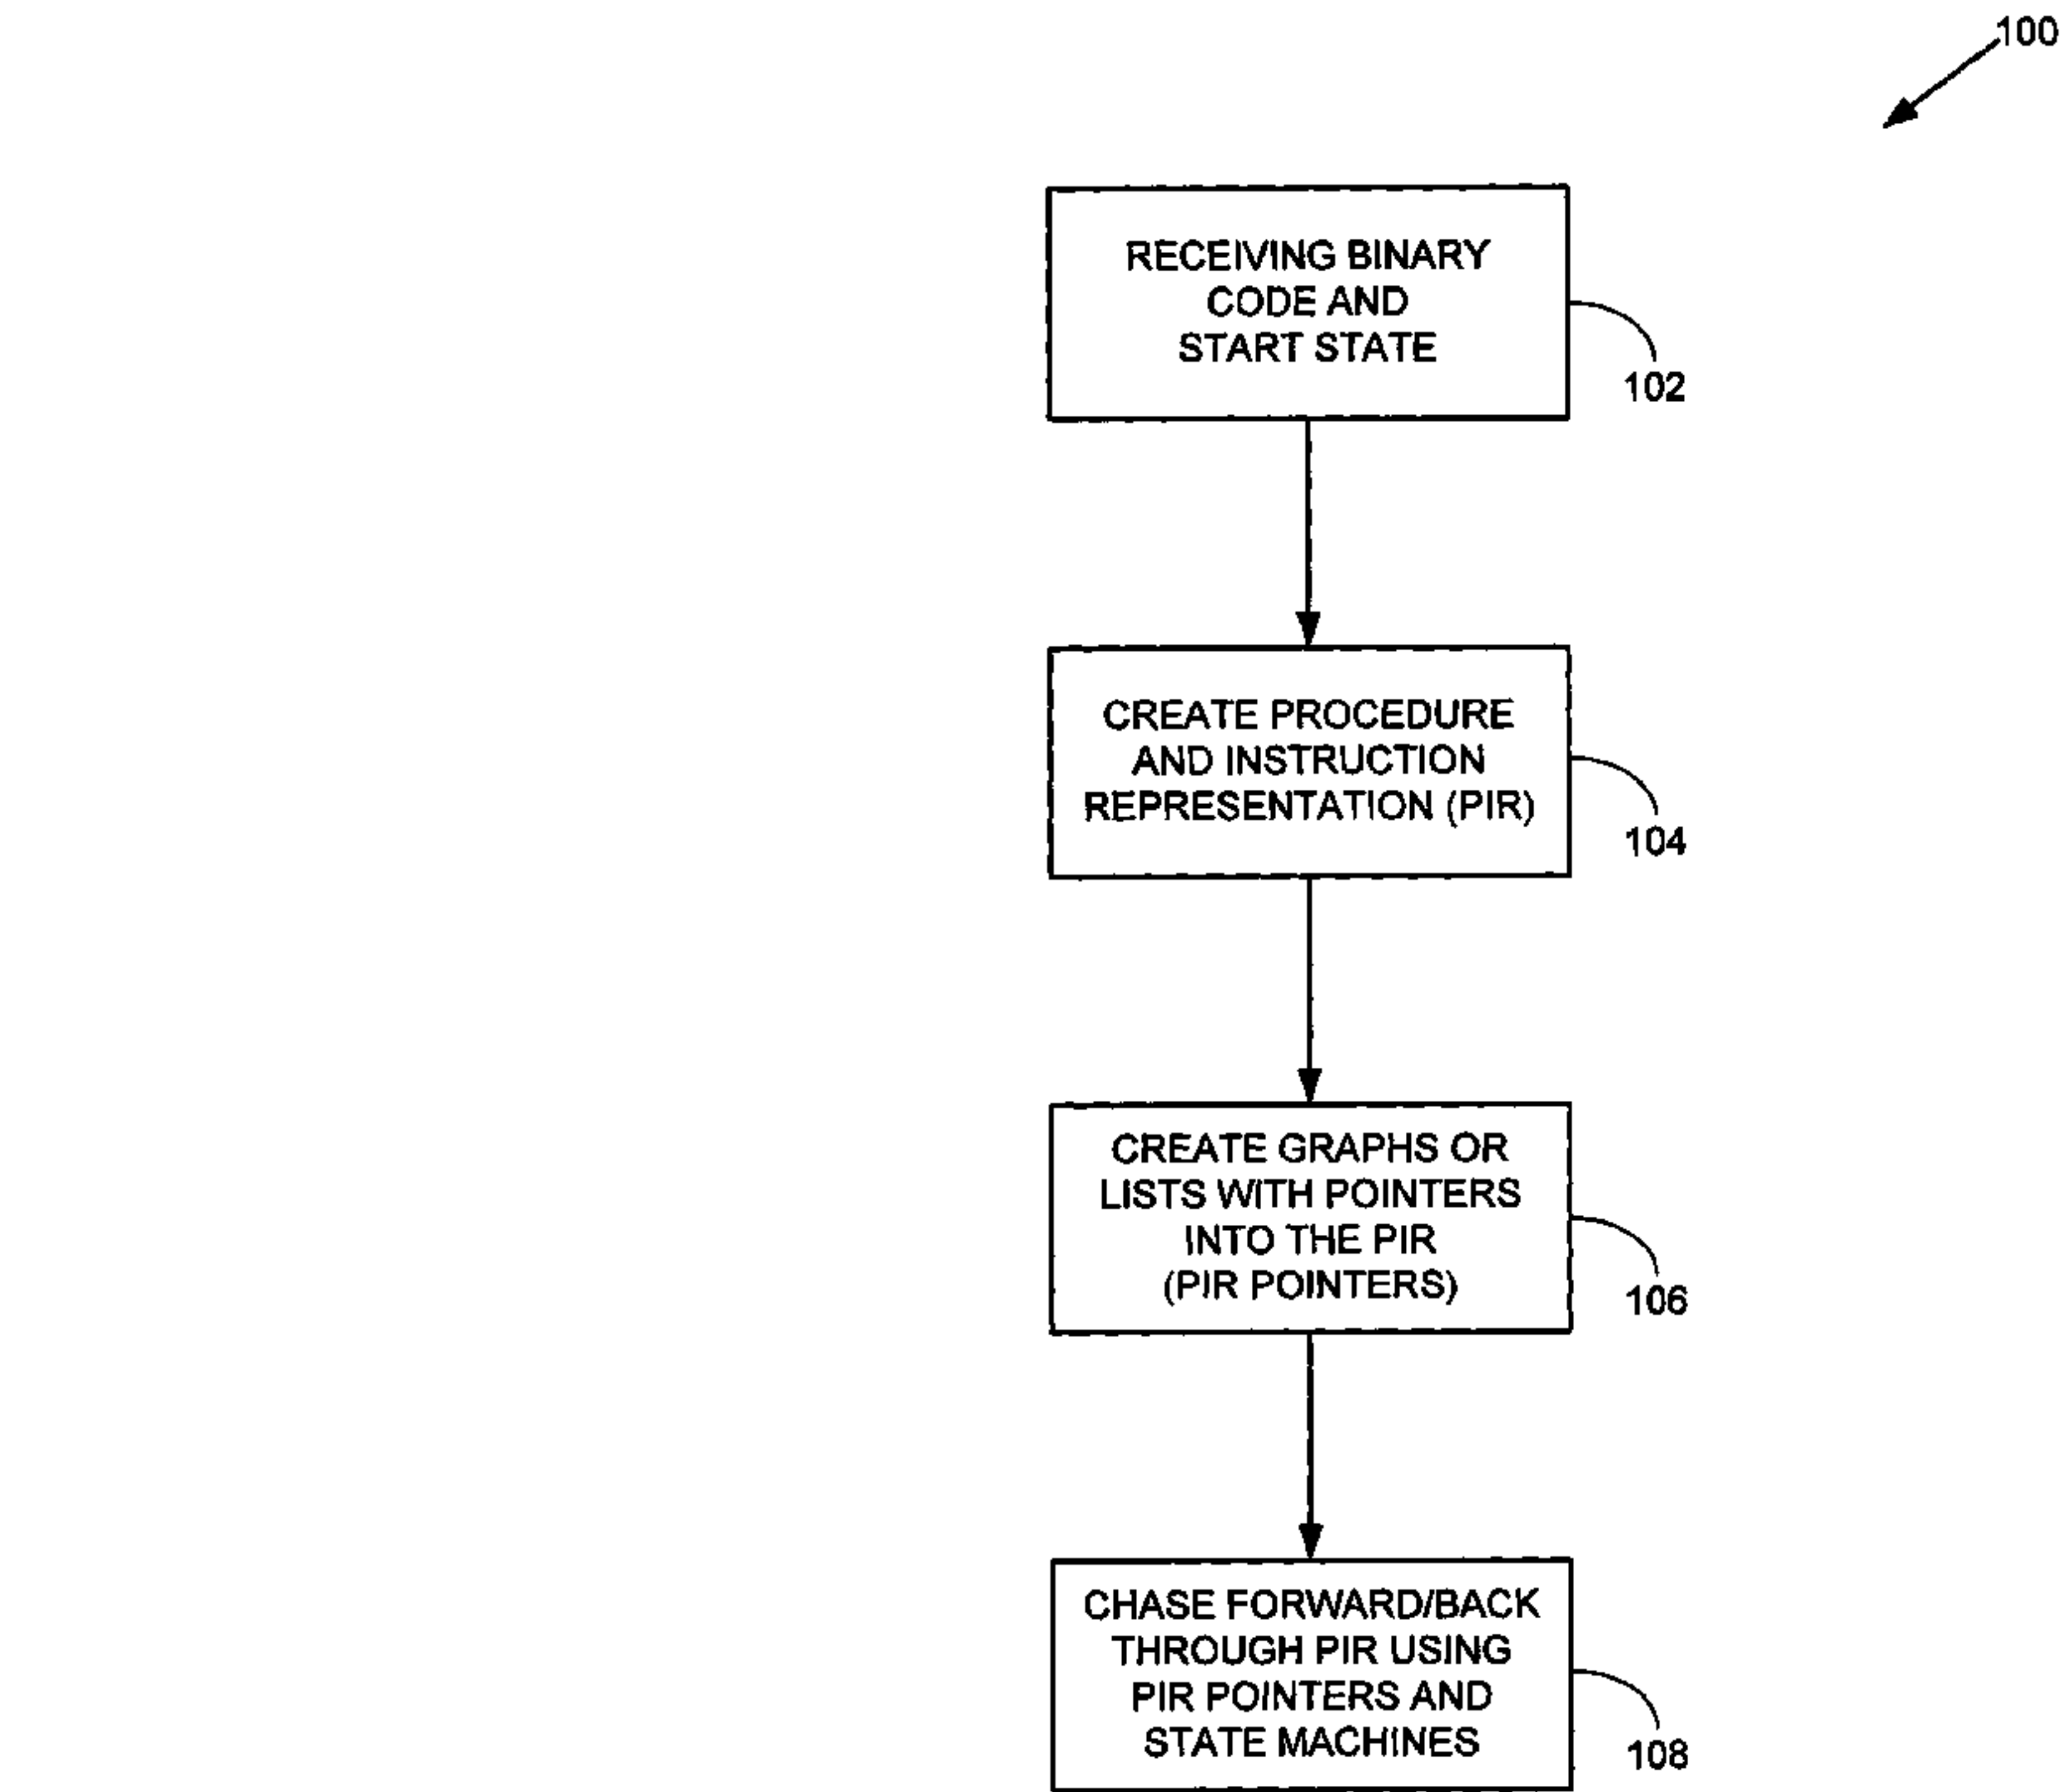 100
RECEIVING BINARY
CODE AND
START STATE
102
CREATE PROCEDURE
AND INSTRUCTION
REPRESENTATION (PIR)
104
CREATE GRAPHS OR
LISTS WITH POINTERS
INTO THE PIR
(PIR POINTERS)
106
CHASE FORWARD/BACK
THROUGH PIR USING
PIR POINTERS AND
STATE MACHINES
108